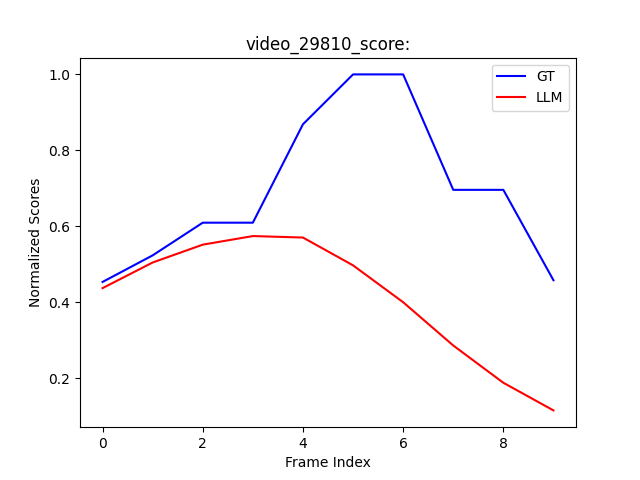 video_29810_score:
GT
LLM
Normalized Scores
1.0
0.8
0.6
0.4
0.2
0 2 4 6 8
Frame Index